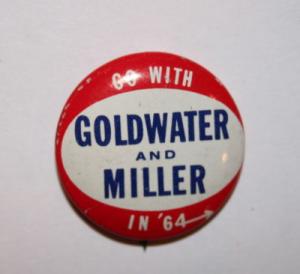 GO WITH
GOLDWATER
AND
MILLER
IN '64